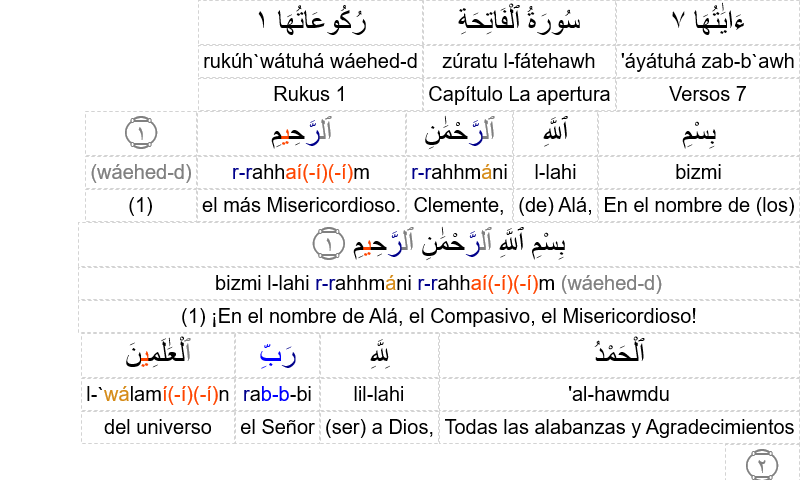 ءَايَٰتُهَا ٧ سُورَةُ ٱلْفَاتِحَةِ رُكُوعَاتُهَا ١
'áyátuhá zab-b`awh zúratu l-fátehawh rukúh`wátuhá wáehed-d
Versos 7 Capítulo La apertura Rukus 1
بِسْمِ ٱللَّهِ ٱلرَّحْمَٰنِ ٱلرَّحِيمِ ١
bizmi l-lahi r-rahhmáni r-rahhaí(-í)(-í)m (wáehed-d)
En el nombre de (los) (de) Alá, Clemente, el más Misericordioso. (1)
بِسْمِ ٱللَّهِ ٱلرَّحْمَٰنِ ٱلرَّحِيمِ ١
bizmi l-lahi r-rahhmáni r-rahhaí(-í)(-í)m (wáehed-d)
(1) ¡En el nombre de Alá, el Compasivo, el Misericordioso!
ٱلْحَمْدُ لِلَّهِ رَبِّ ٱلْعَٰلَمِينَ
'al-hawmdu lil-lahi rab-b-bi l-`wálamí(-í)(-í)n
Todas las alabanzas y Agradecimientos (ser) a Dios, el Señor del universo
٢